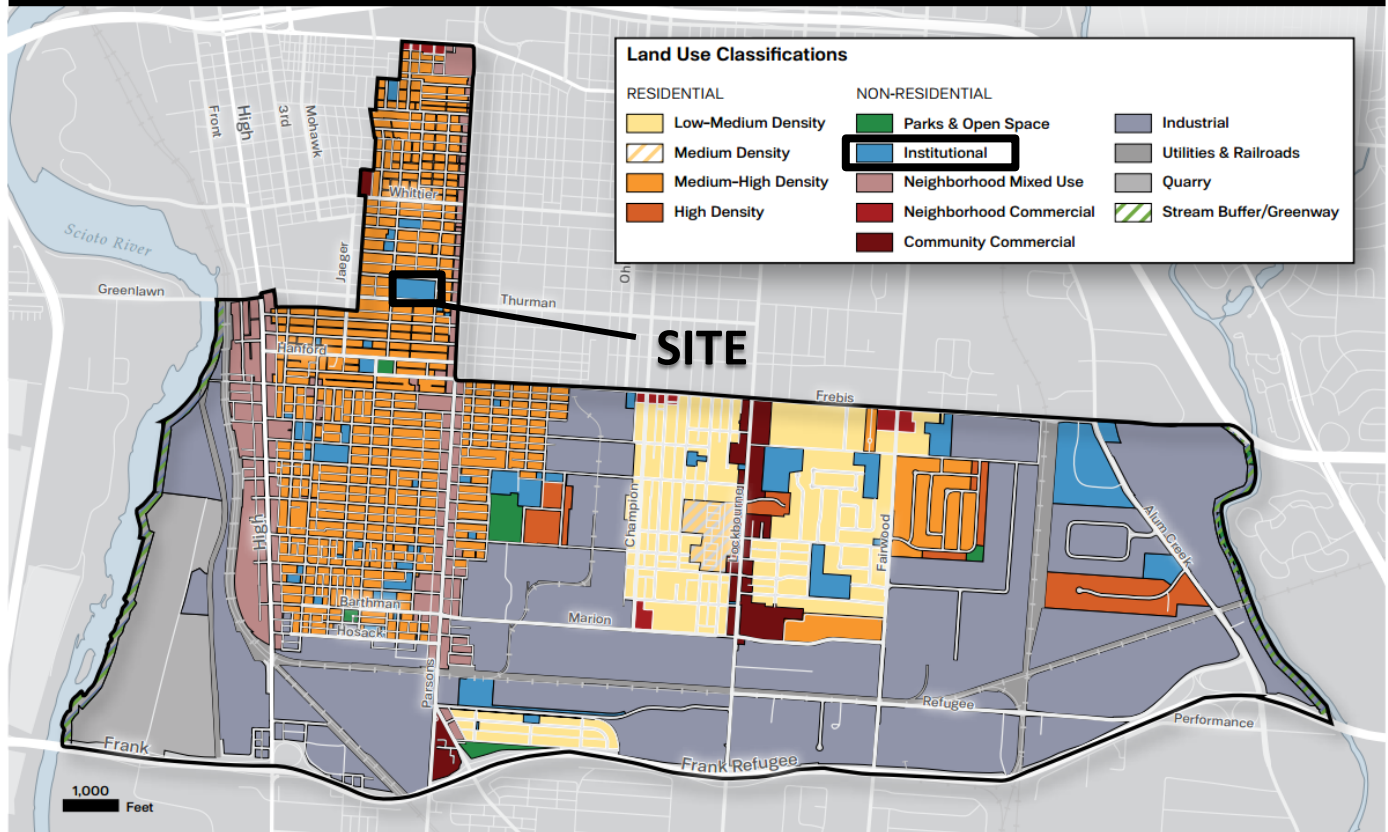 Land Use Classifications
RESIDENTIAL
Low-Medium Density
Medium Density
Medium-High Density
High Density
NON-RESIDENTIAL
Parks & Open Space
Institutional
Neighborhood Mixed Use
Neighborhood Commercial
Community Commercial
Industrial
Utilities & Railroads
Quarry
Stream Buffer/Greenway
Front
High
3rd
Mohawk
Whittier
Scioto River
Jaeger
Oh
Greenlawn
Thurman
SITE
Hanford
Frebis
Champion
Lockbourne
Fairwood
High
Alum Creek
Barthman
Marion
Hosack
Parsons
Refugee
Performance
Frank
Frank Refugee
1,000
Feet